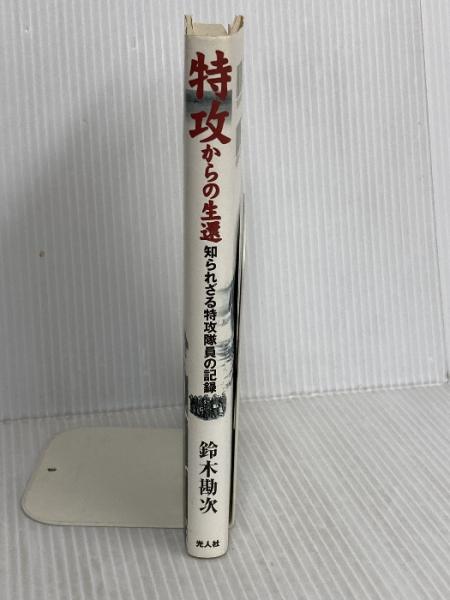 特攻からの生還
知られざる特攻隊員の記録
鈴木勘次
光人社